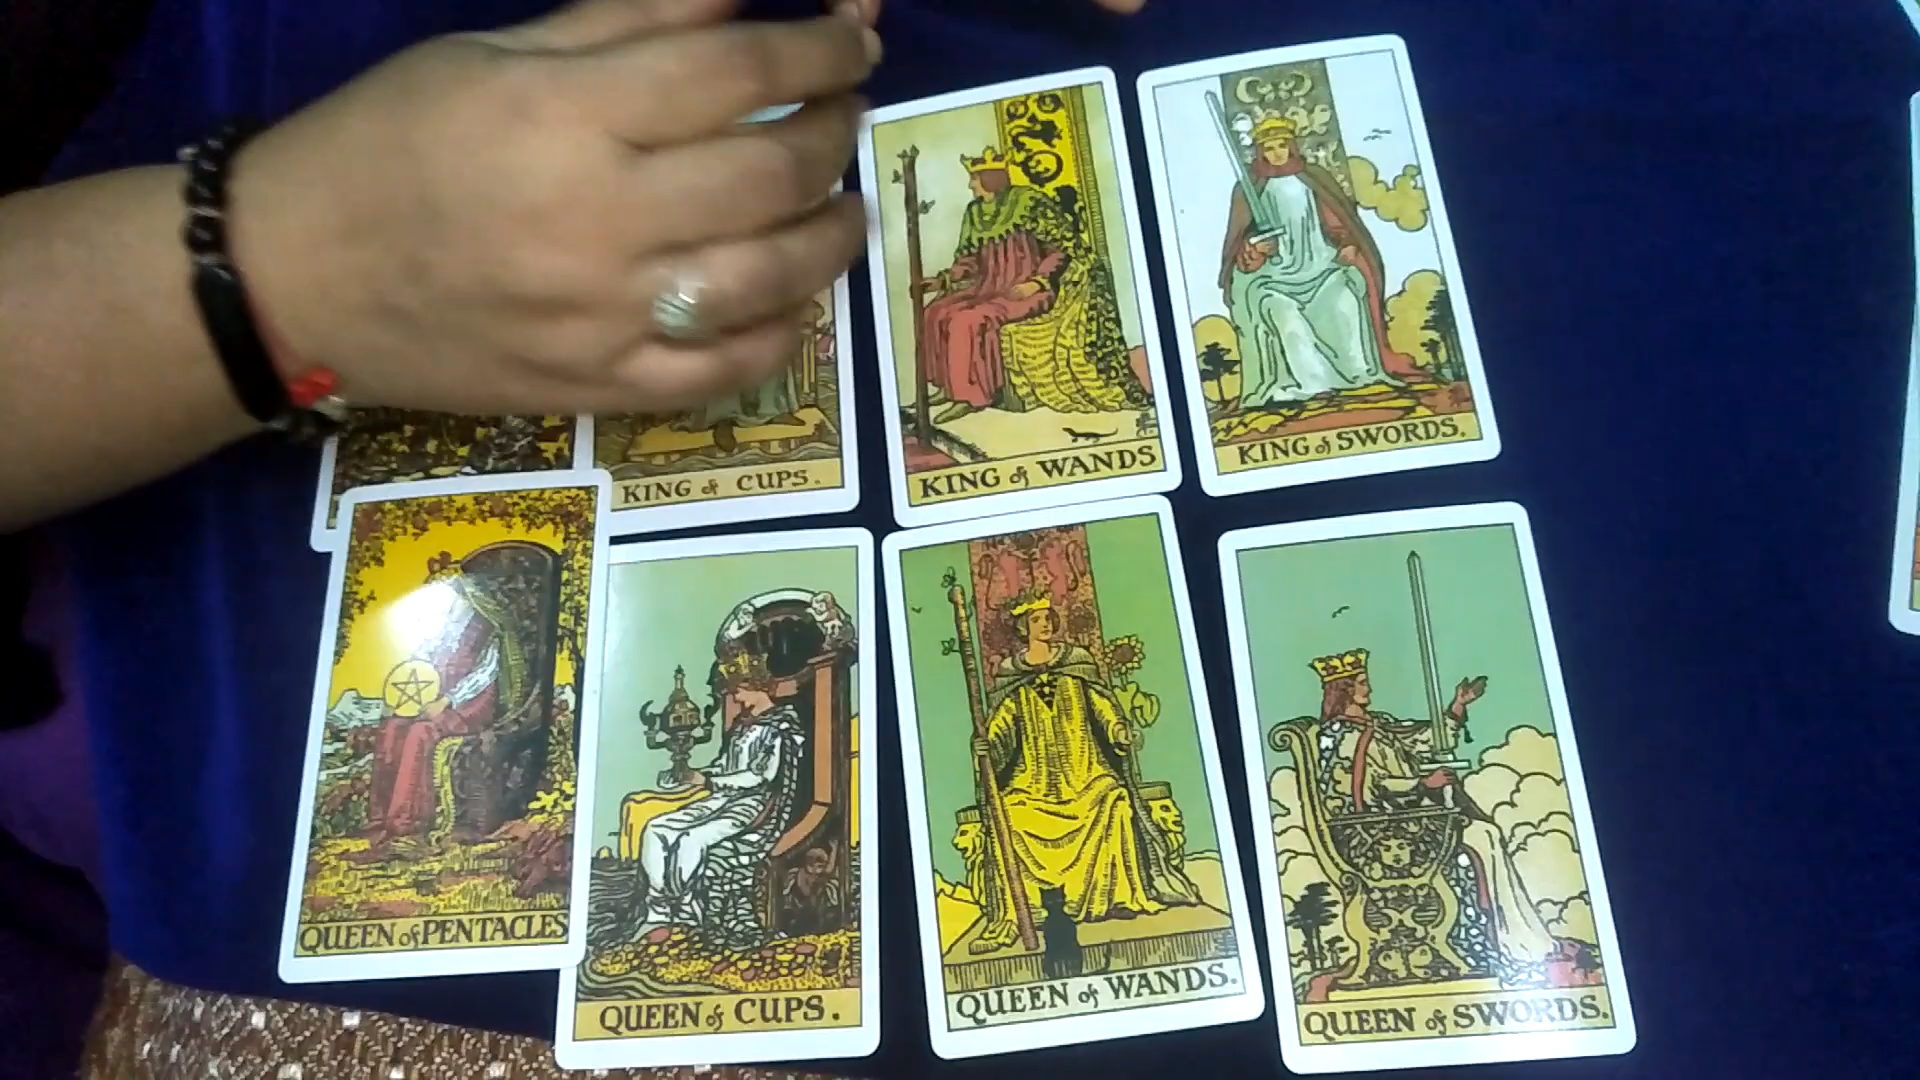 KING of CUPS.
KING of WANDS
KING of SWORDS.
QUEEN of PENTACLES
QUEEN of CUPS.
QUEEN of WANDS.
QUEEN of SWORDS.